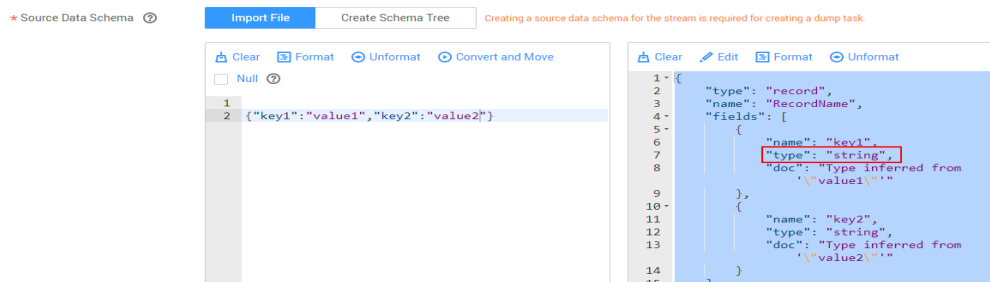 * Source Data Schema ?
Import File Create Schema Tree Creating a source data schema for the stream is required for creating a dump task.
Clear Format Unformat Convert and Move
Null ?
1
2 {"key1":"value1","key2":"value2"}
Clear Edit Format Unformat
1 {
2 "type": "record",
3 "name": "RecordName",
4 "fields": [
5 {
6 "name": "key1",
7 "type": "string",
8 "doc": "Type inferred from
'\"value1\"'"
9 },
10 {
11 "name": "key2",
12 "type": "string",
13 "doc": "Type inferred from
'\"value2\"'"
14 }